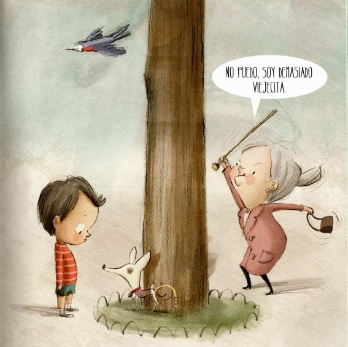 NO PUEDO, SOY DEMASIADO
VIEJECITA.